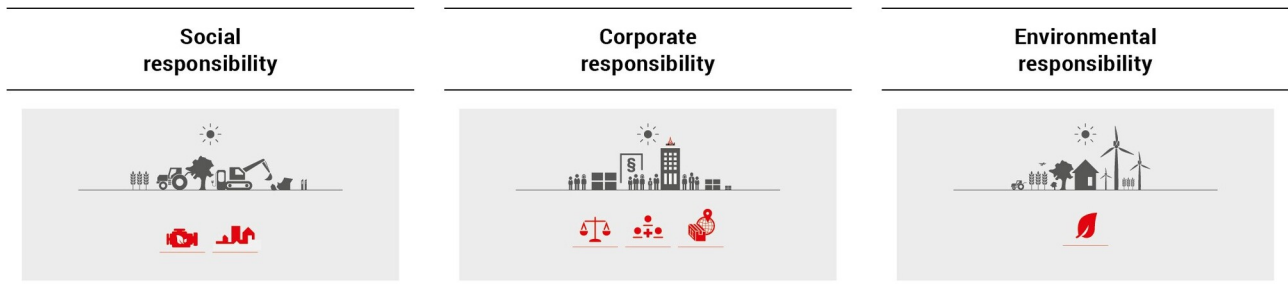 Social
responsibility
Corporate
responsibility
§
Environmental
responsibility